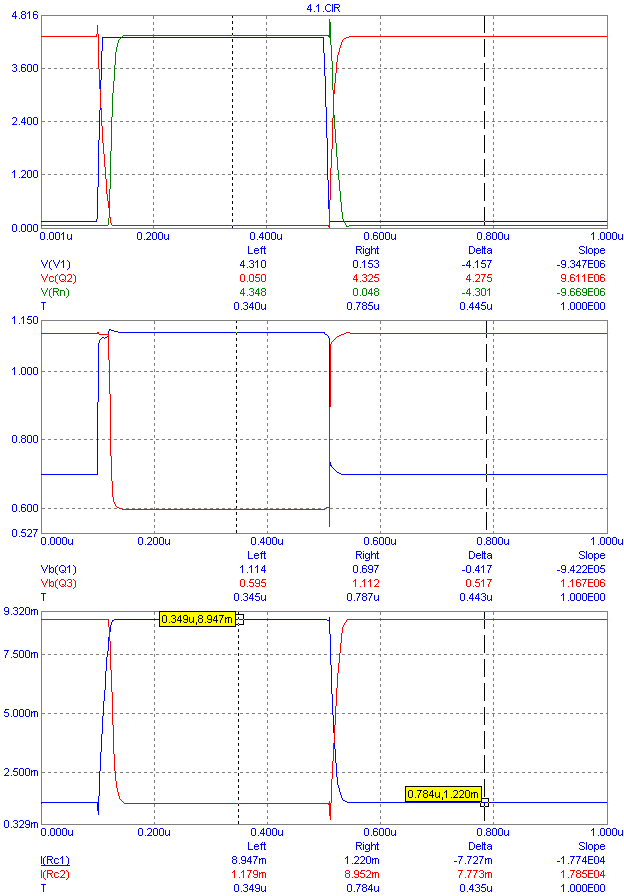 4.1.CIR
4.816
3.600
2.400
1.200
0.000
0.001u 0.200u 0.400u 0.600u 0.800u 1.000u
Left Right Delta Slope
V(V1) 4.310 0.153 -4.157 -9.347E06
Vc(Q2) 0.050 4.325 4.275 9.611E06
V(Rn) 4.348 0.048 -4.301 -9.669E06
T 0.340u 0.785u 0.445u 1.000E00
1.150
1.000
0.800
0.600
0.527
0.000u 0.200u 0.400u 0.600u 0.800u 1.000u
Left Right Delta Slope
Vb(Q1) 1.114 0.697 -0.417 -9.422E05
Vb(Q3) 0.595 1.112 0.517 1.167E06
T 0.345u 0.787u 0.443u 1.000E00
9.320m
0.349u,8.947m
7.500m
5.000m
2.500m
0.784u,1.220m
0.329m
0.000u 0.200u 0.400u 0.600u 0.800u 1.000u
Left Right Delta Slope
I(Rc1) 8.947m 1.220m -7.727m -1.774E04
I(Rc2) 1.179m 8.952m 7.773m 1.785E04
T 0.349u 0.784u 0.435u 1.000E00